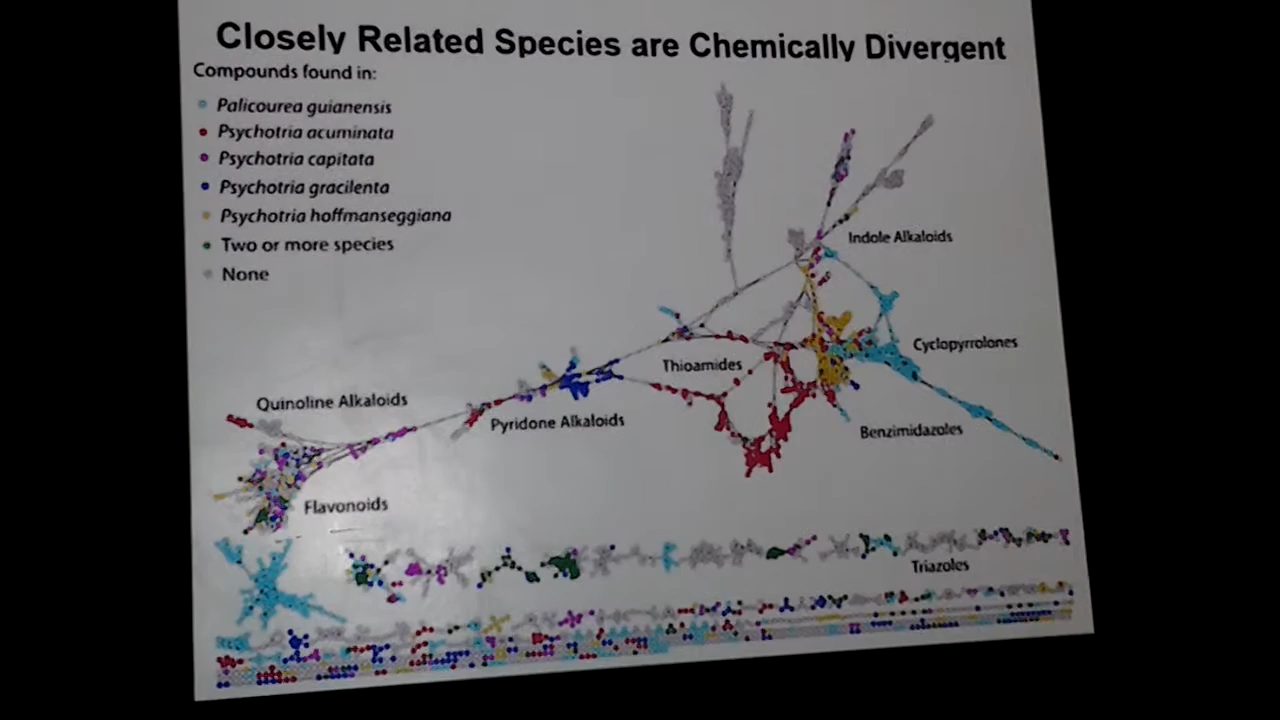 Closely Related Species are Chemically Divergent
Compounds found in:
Palicourea guianensis
Psychotria acuminata
Psychotria capitata
Psychotria gracilenta
Psychotria hoffmanseggiana
Two or more species
None
Indole Alkaloids
Cyclopyrrolones
Thioamides
Quinoline Alkaloids
Pyridone Alkaloids
Benzimidazoles
Flavonoids
Triazoles